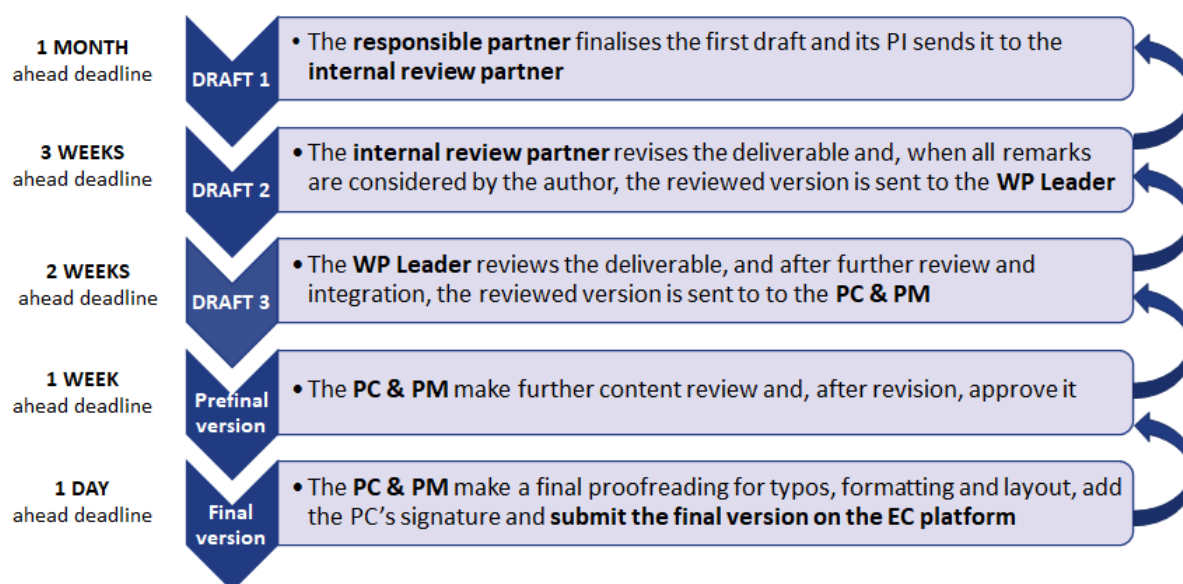 1 MONTH
ahead deadline
DRAFT 1
• The responsible partner finalises the first draft and its PI sends it to the
internal review partner
3 WEEKS
ahead deadline
DRAFT 2
• The internal review partner revises the deliverable and, when all remarks
are considered by the author, the reviewed version is sent to the WP Leader
2 WEEKS
ahead deadline
DRAFT 3
• The WP Leader reviews the deliverable, and after further review and
integration, the reviewed version is sent to to the PC & PM
1 WEEK
ahead deadline
Prefinal
version
• The PC & PM make further content review and, after revision, approve it
1 DAY
ahead deadline
Final
version
• The PC & PM make a final proofreading for typos, formatting and layout, add
the PC’s signature and submit the final version on the EC platform